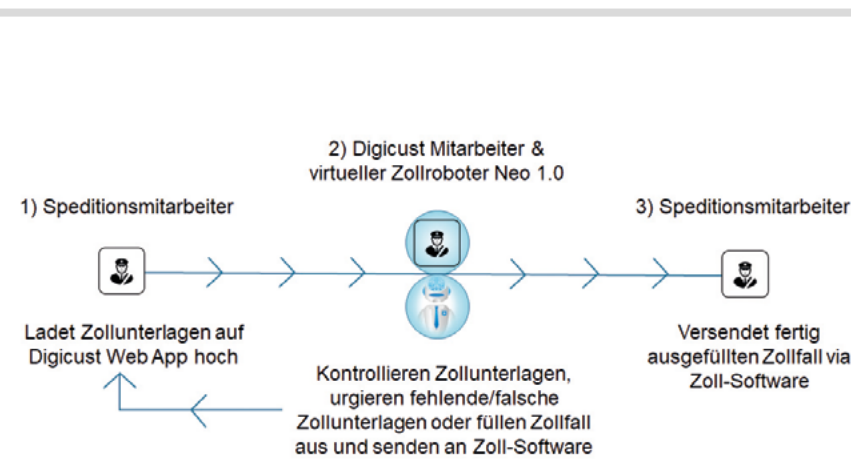 1) Speditionsmitarbeiter
Ladet Zollunterlagen auf
Digicust Web App hoch
2) Digicust Mitarbeiter &
virtueller Zollroboter Neo 1.0
Kontrollieren Zollunterlagen,
urgieren fehlende/falsche
Zollunterlagen oder füllen Zollfall
aus und senden an Zoll-Software
3) Speditionsmitarbeiter
Versendet fertig
ausgefüllten Zollfall via
Zoll-Software